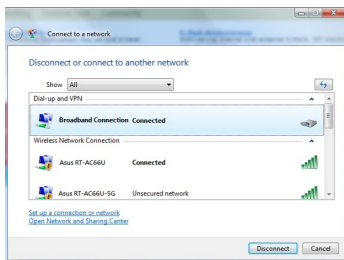 Connect to a network
Disconnect or connect to another network
Show All
Dial-up and VPN
Broadband Connection Connected
Wireless Network Connection
Asus RT-AC66U Connected
Asus RT-AC66U-5G Unsecured network
Set up a connection or network
Open Network and Sharing Center
Disconnect Cancel